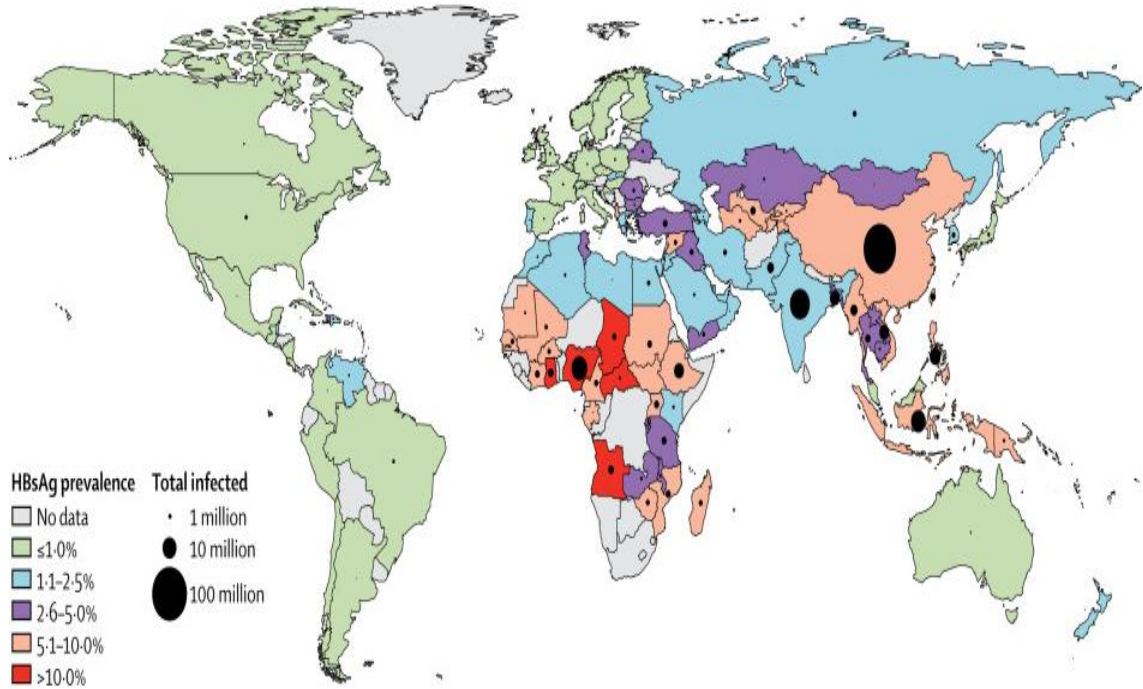 HBsAg prevalence
No data
≤1·0%
1·1–2·5%
2·6–5·0%
5·1–10·0%
>10·0%
Total infected
1 million
10 million
100 million